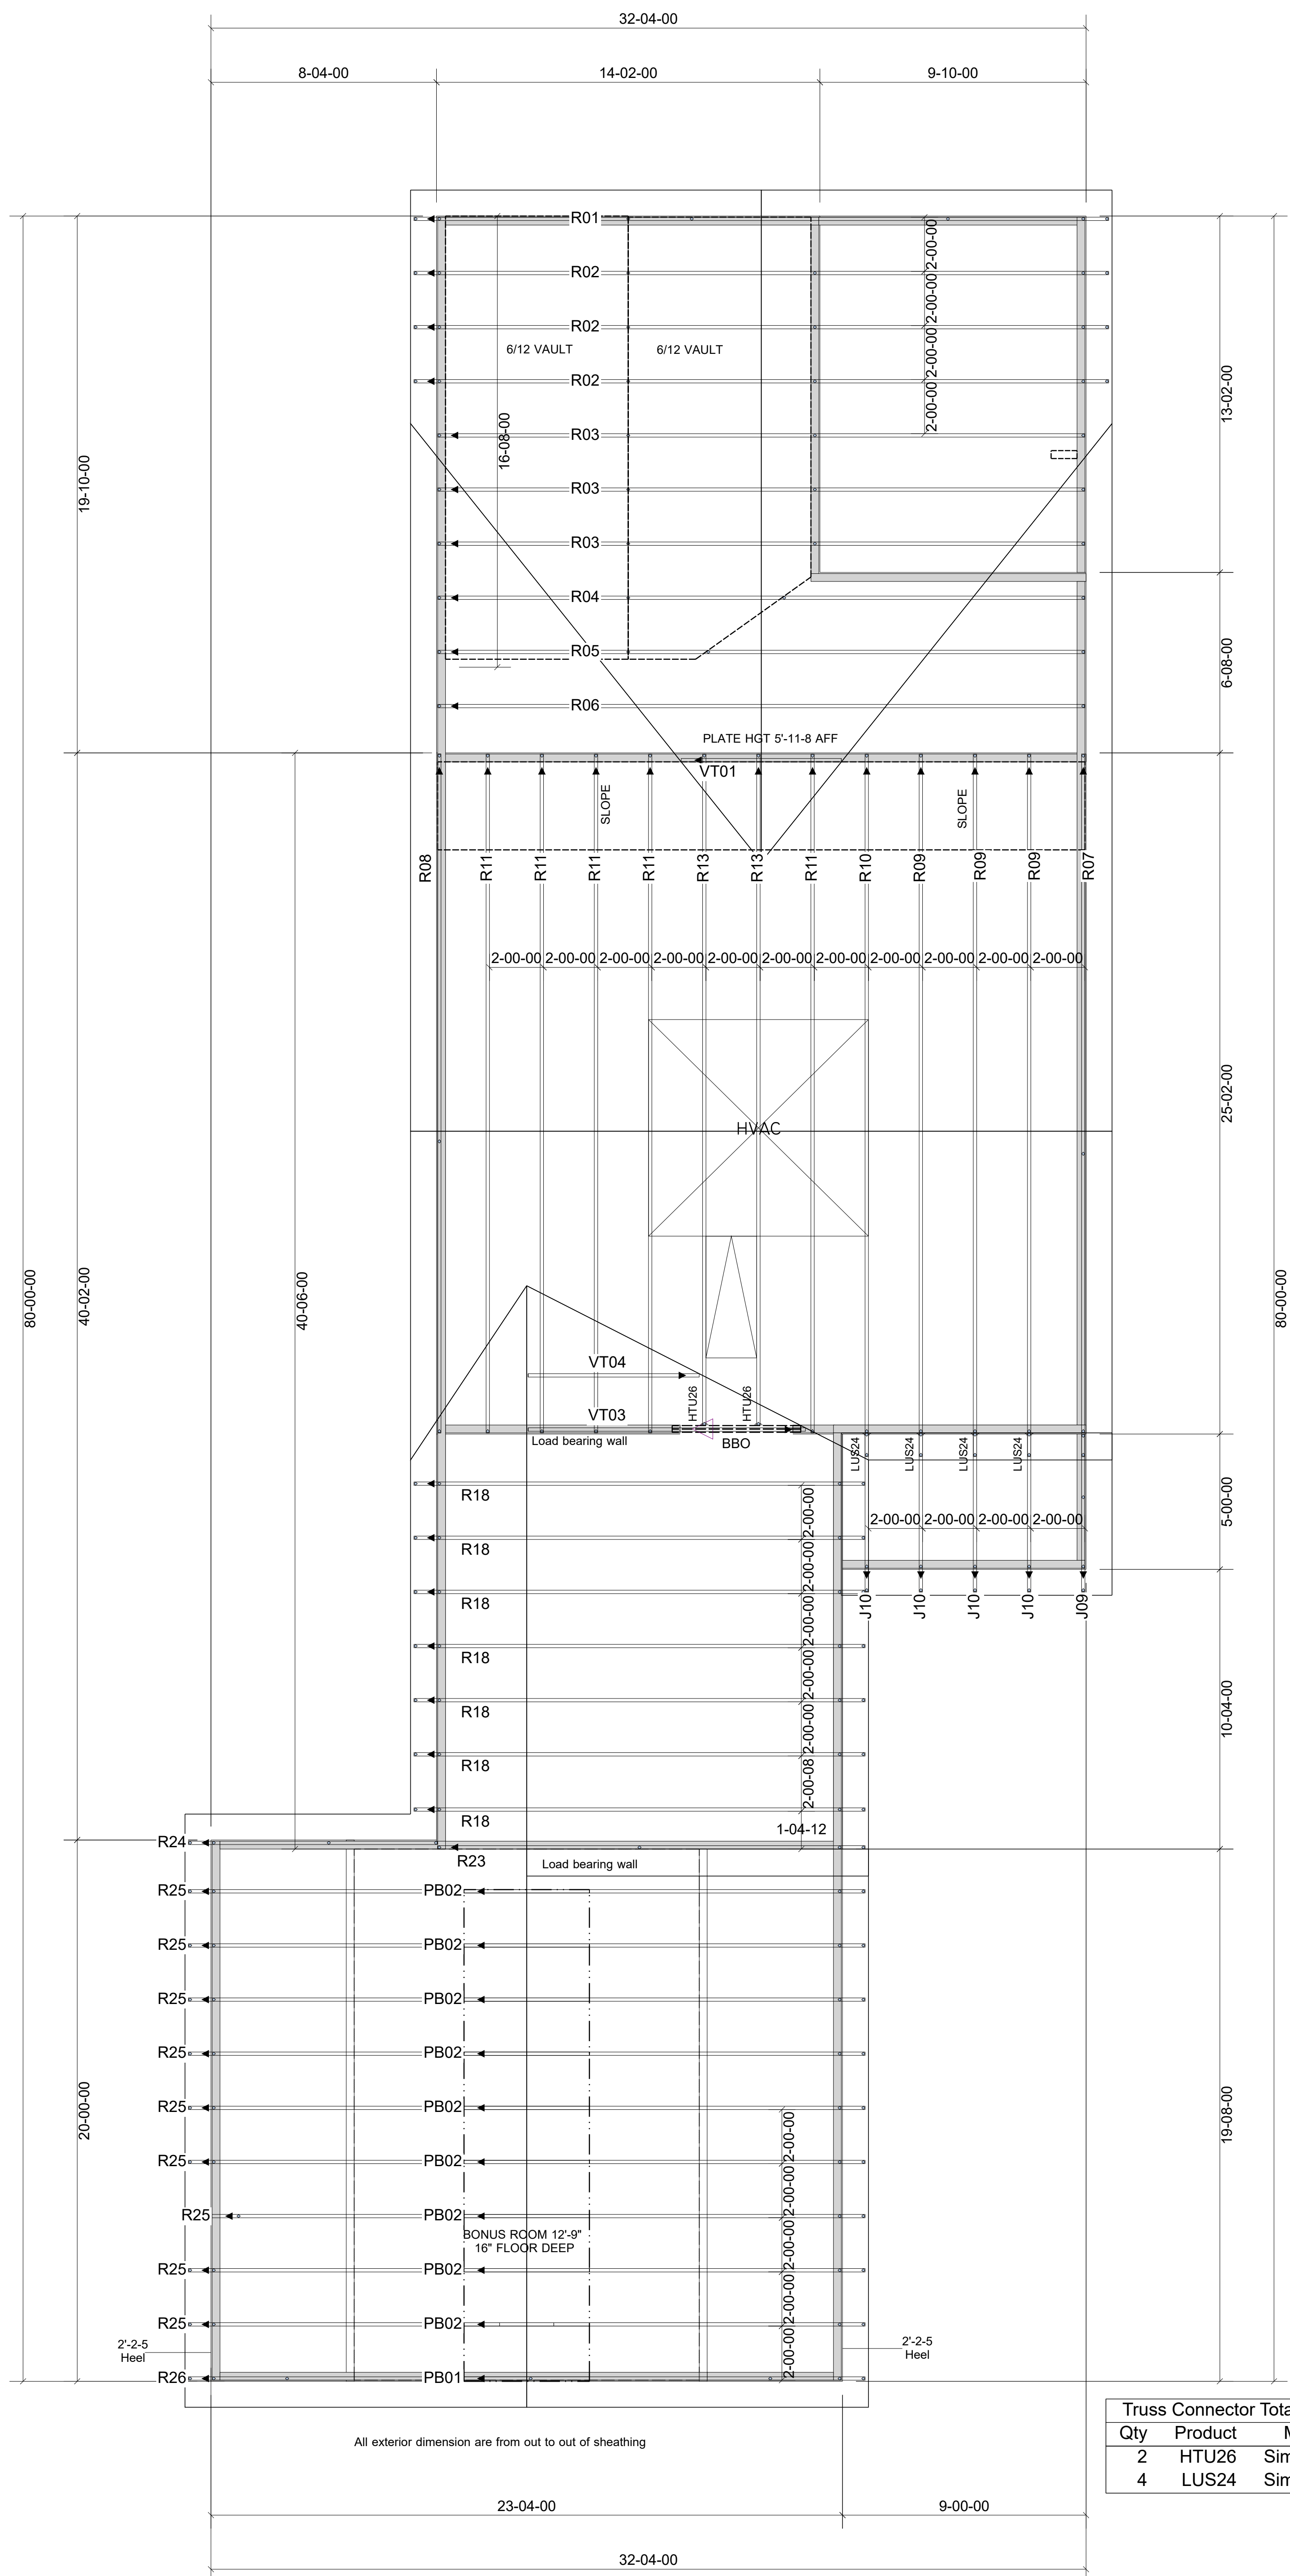 32-04-00
8-04-00
14-02-00
9-10-00
R01
2-00-00
R02
2-00-00
R02
6/12 VAULT
6/12 VAULT
2-00-00
R02
2-00-00
13-02-00
R03
16-08-00
19-10-00
R03
R03
R04
R05
6-08-00
R06
PLATE HGT 5'-11-8 AFF
VT01
SLOPE
SLOPE
R08
R11
R11
R11
R11
R13
R13
R11
R10
R09
R09
R09
R07
2-00-00
2-00-00
2-00-00
2-00-00
2-00-00
2-00-00
2-00-00
2-00-00
2-00-00
2-00-00
2-00-00
25-02-00
HVAC
80-00-00
40-02-00
40-06-00
80-00-00
VT04
HTU26
HTU26
VT03
Load bearing wall
BBO
LUS24
LUS24
LUS24
LUS24
R18
2-00-00
2-00-00
2-00-00
2-00-00
2-00-00
5-00-00
R18
2-00-00
R18
2-00-00
J10
J10
J10
J10
J09
R18
2-00-00
R18
2-00-00
10-04-00
R18
2-00-08
R18
1-04-12
R24
R23
Load bearing wall
R25
PB02
R25
PB02
R25
PB02
R25
PB02
R25
PB02
2-00-00
20-00-00
19-08-00
R25
PB02
2-00-00
R25
PB02
BONUS ROOM 12'-9"
16" FLOOR DEEP
2-00-00
R25
PB02
2-00-00
R25
PB02
2'-2-5
Heel
2-00-00
2'-2-5
Heel
R26
PB01
All exterior dimension are from out to out of sheathing
Truss Connector Tota
Qty Product M
2 HTU26 Sim
4 LUS24 Sim
23-04-00
9-00-00
32-04-00